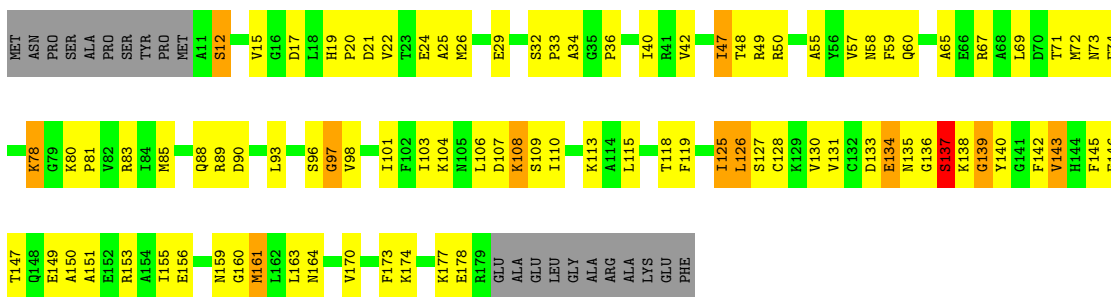 MET ASN PRO SER ALA PRO SER TYR PRO MET A11 S12 V15 G16 D17 L18 H19 P20 D21 V22 T23 E24 A25 M26 E29 S32 P33 A34 G35 P36 I40 R41 V42 I47 T48 R49 R50 A55 Y56 V57 N58 F59 Q60 A65 E66 R67 A68 L69 D70 T71 M72 N73
K78 G79 K80 P81 V82 R83 I84 M85 Q88 R89 D90 L93 S96 G97 V98 I101 F102 I103 K104 N105 L106 D107 K108 S109 I110 K113 A114 L115 T118 F119 I125 L126 S127 C128 K129 V130 V131 C132 D133 E134 N135 G136 S137 K138 G139 Y140 G141 F142 V143 H144 F145
T147 Q148 E149 A150 A151 E152 R153 A154 I155 E156 N159 G160 M161 L162 L163 N164 V170 F173 K174 K177 E178 R179 GLU ALA GLU LEU GLY ALA ARG ALA LYS GLU PHE